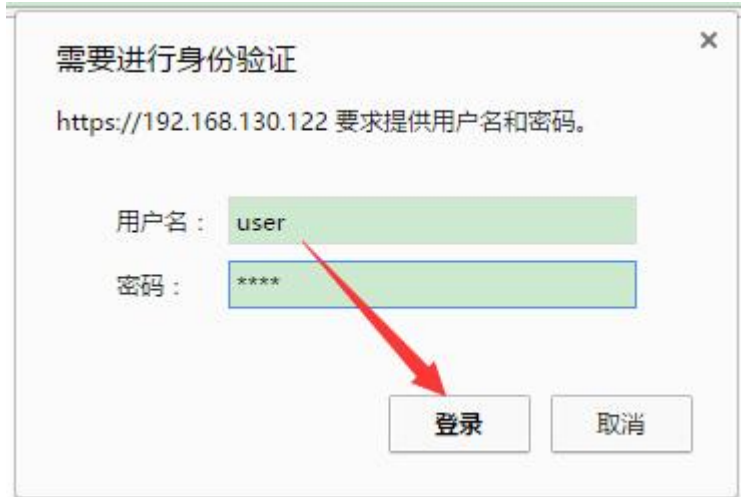 需要进行身份验证
https://192.168.130.122 要求提供用户名和密码。
用户名： user
密码： ****
登录 取消